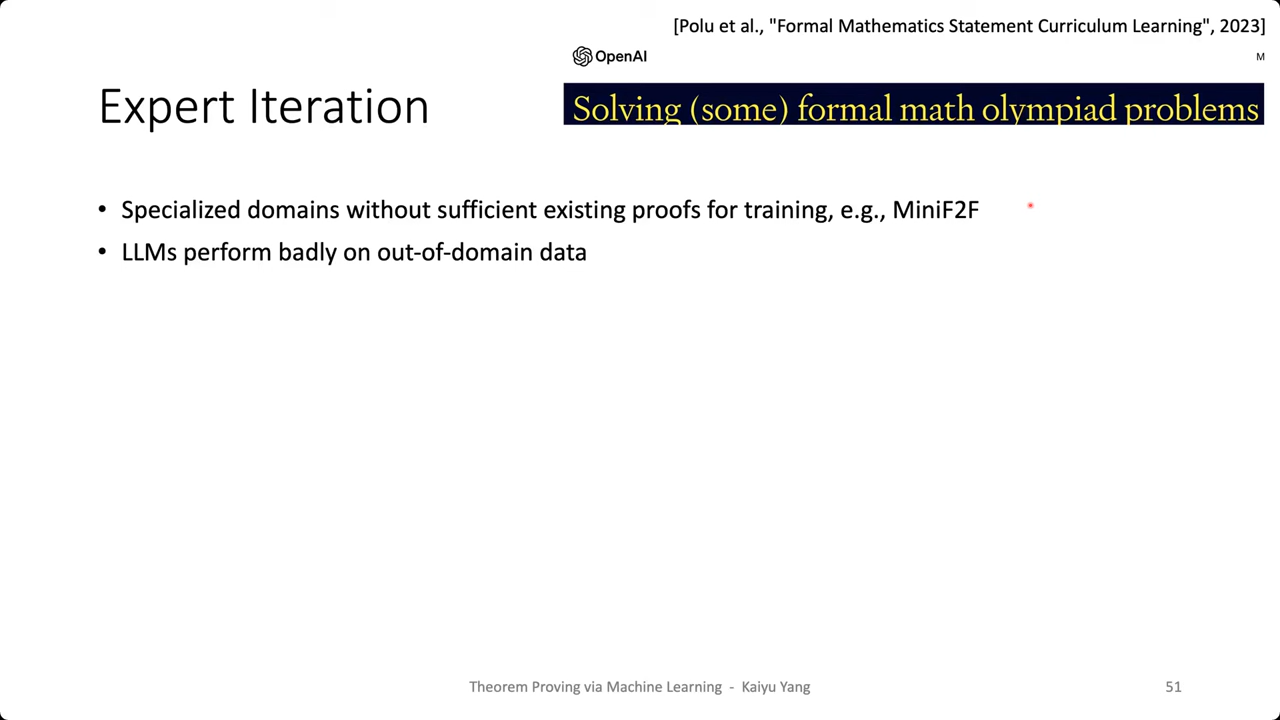 [Polu et al., "Formal Mathematics Statement Curriculum Learning", 2023]
OpenAI
M
Expert Iteration
Solving (some) formal math olympiad problems
• Specialized domains without sufficient existing proofs for training, e.g., MiniF2F
• LLMs perform badly on out-of-domain data
Theorem Proving via Machine Learning - Kaiyu Yang
51